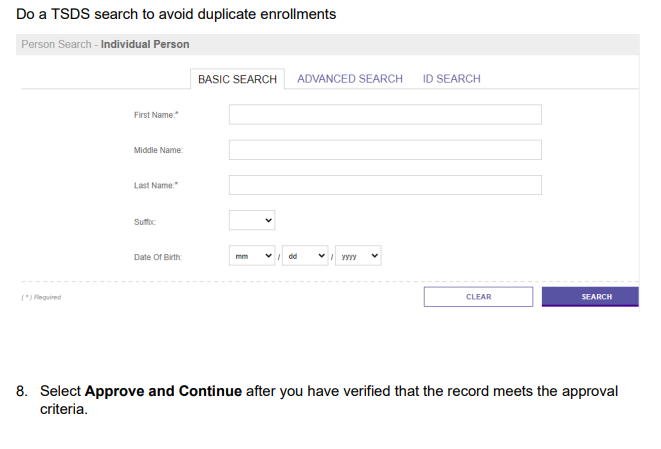 Do a TSDS search to avoid duplicate enrollments
Person Search - Individual Person
BASIC SEARCH ADVANCED SEARCH ID SEARCH
First Name:*
Middle Name:
Last Name:*
Suffix:
Date Of Birth: mm / dd / yyyy
(*) Required CLEAR SEARCH
8. Select Approve and Continue after you have verified that the record meets the approval
criteria.